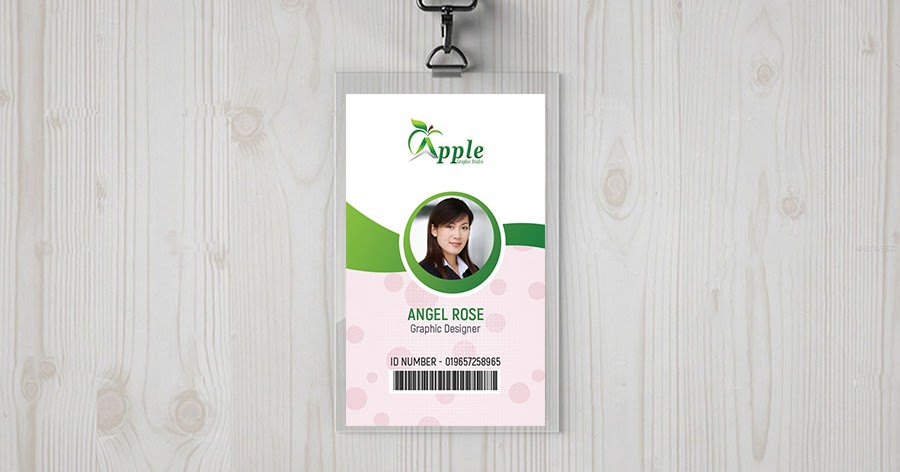 Apple
Graphic Studio
ANGEL ROSE
Graphic Designer
ID NUMBER - 019657258965